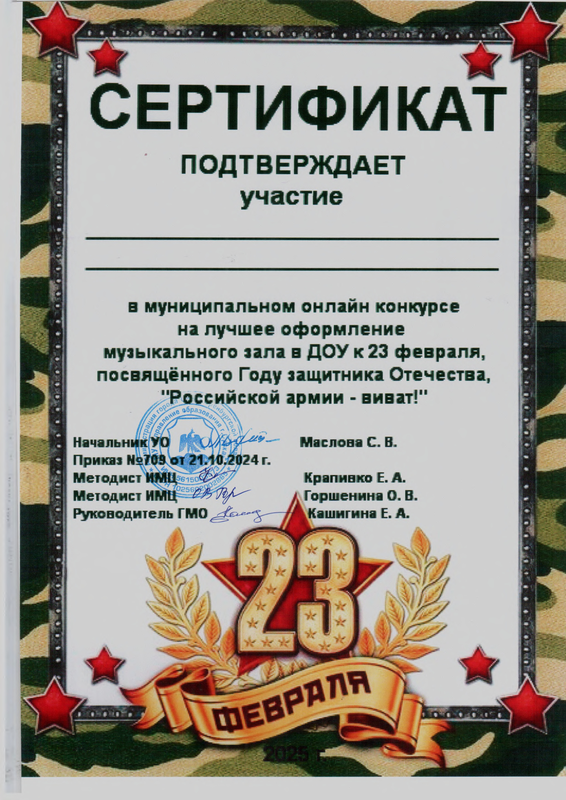 СЕРТИФИКАТ
ПОДТВЕРЖДАЕТ
участие
в муниципальном онлайн конкурсе
на лучшее оформление
музыкального зала в ДОУ к 23 февраля,
посвящённого Году защитника Отечества,
"Российской армии - виват!"
Начальник УО Маслова С. В.
Приказ №709 от 21.10.2024 г.
Методист ИМЦ Крапивко Е. А.
Методист ИМЦ Горшенина О. В.
Руководитель ГМО Кашигина Е. А.
23
ФЕВРАЛЯ
2025 г